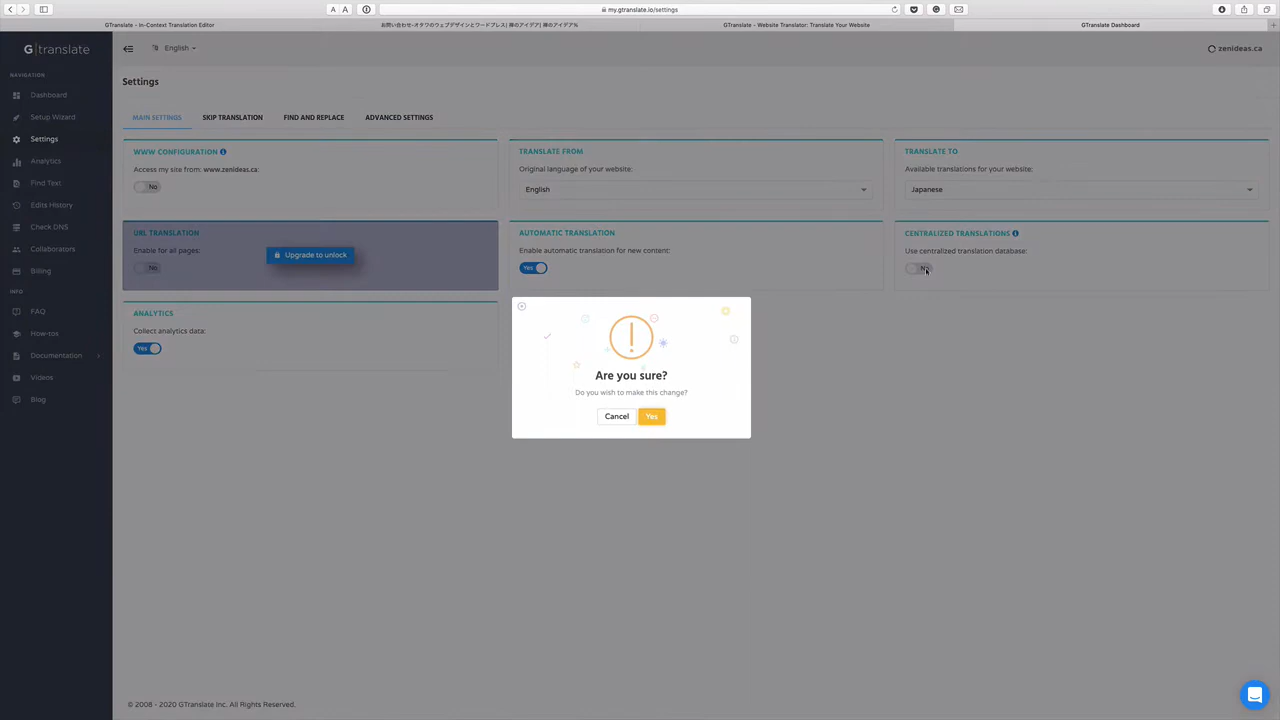 A A
my.gtranslate.io/settings
GTranslate - In-Context Translation Editor
お問い合わせ-オタワのウェブデザインとワードプレス| 禅のアイデア| 禅のアイデア%
GTranslate - Website Translator: Translate Your Website
GTranslate Dashboard
G|translate
English
zenideas.ca
NAVIGATION
Dashboard
Setup Wizard
Settings
Analytics
Find Text
Edits History
Check DNS
Collaborators
Billing
INFO
FAQ
How-tos
Documentation
Videos
Blog
Settings
MAIN SETTINGS
SKIP TRANSLATION
FIND AND REPLACE
ADVANCED SETTINGS
WWW CONFIGURATION
Access my site from: www.zenideas.ca:
No
TRANSLATE FROM
Original language of your website:
English
TRANSLATE TO
Available translations for your website:
Japanese
URL TRANSLATION
Enable for all pages:
No
Upgrade to unlock
AUTOMATIC TRANSLATION
Enable automatic translation for new content:
Yes
CENTRALIZED TRANSLATIONS
Use centralized translation database:
No
ANALYTICS
Collect analytics data:
Yes
Are you sure?
Do you wish to make this change?
Cancel
Yes
© 2008 - 2020 GTranslate Inc. All Rights Reserved.